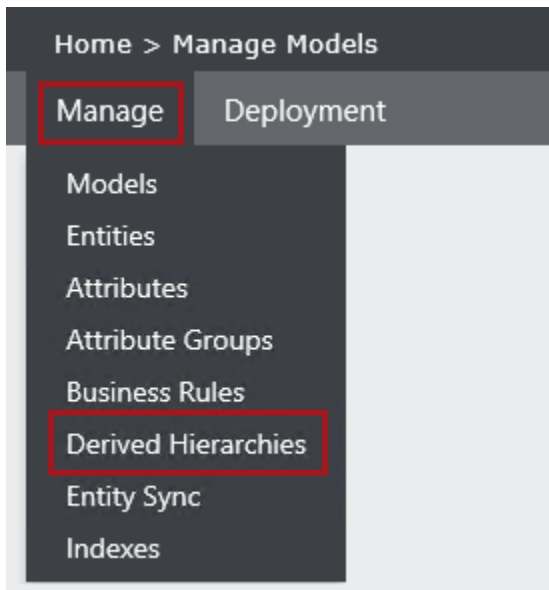 Home > Manage Models
Manage Deployment
Models
Entities
Attributes
Attribute Groups
Business Rules
Derived Hierarchies
Entity Sync
Indexes